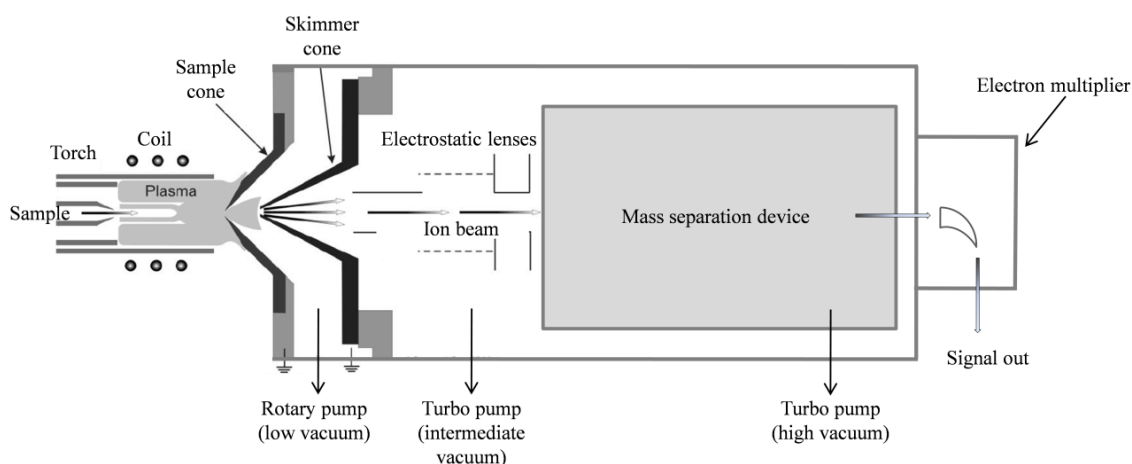 Skimmer
cone
Sample
cone
Electron multiplier
Torch
Coil
Electrostatic lenses
Plasma
Sample
Ion beam
Mass separation device
Signal out
Rotary pump
(low vacuum)
Turbo pump
(intermediate
vacuum)
Turbo pump
(high vacuum)